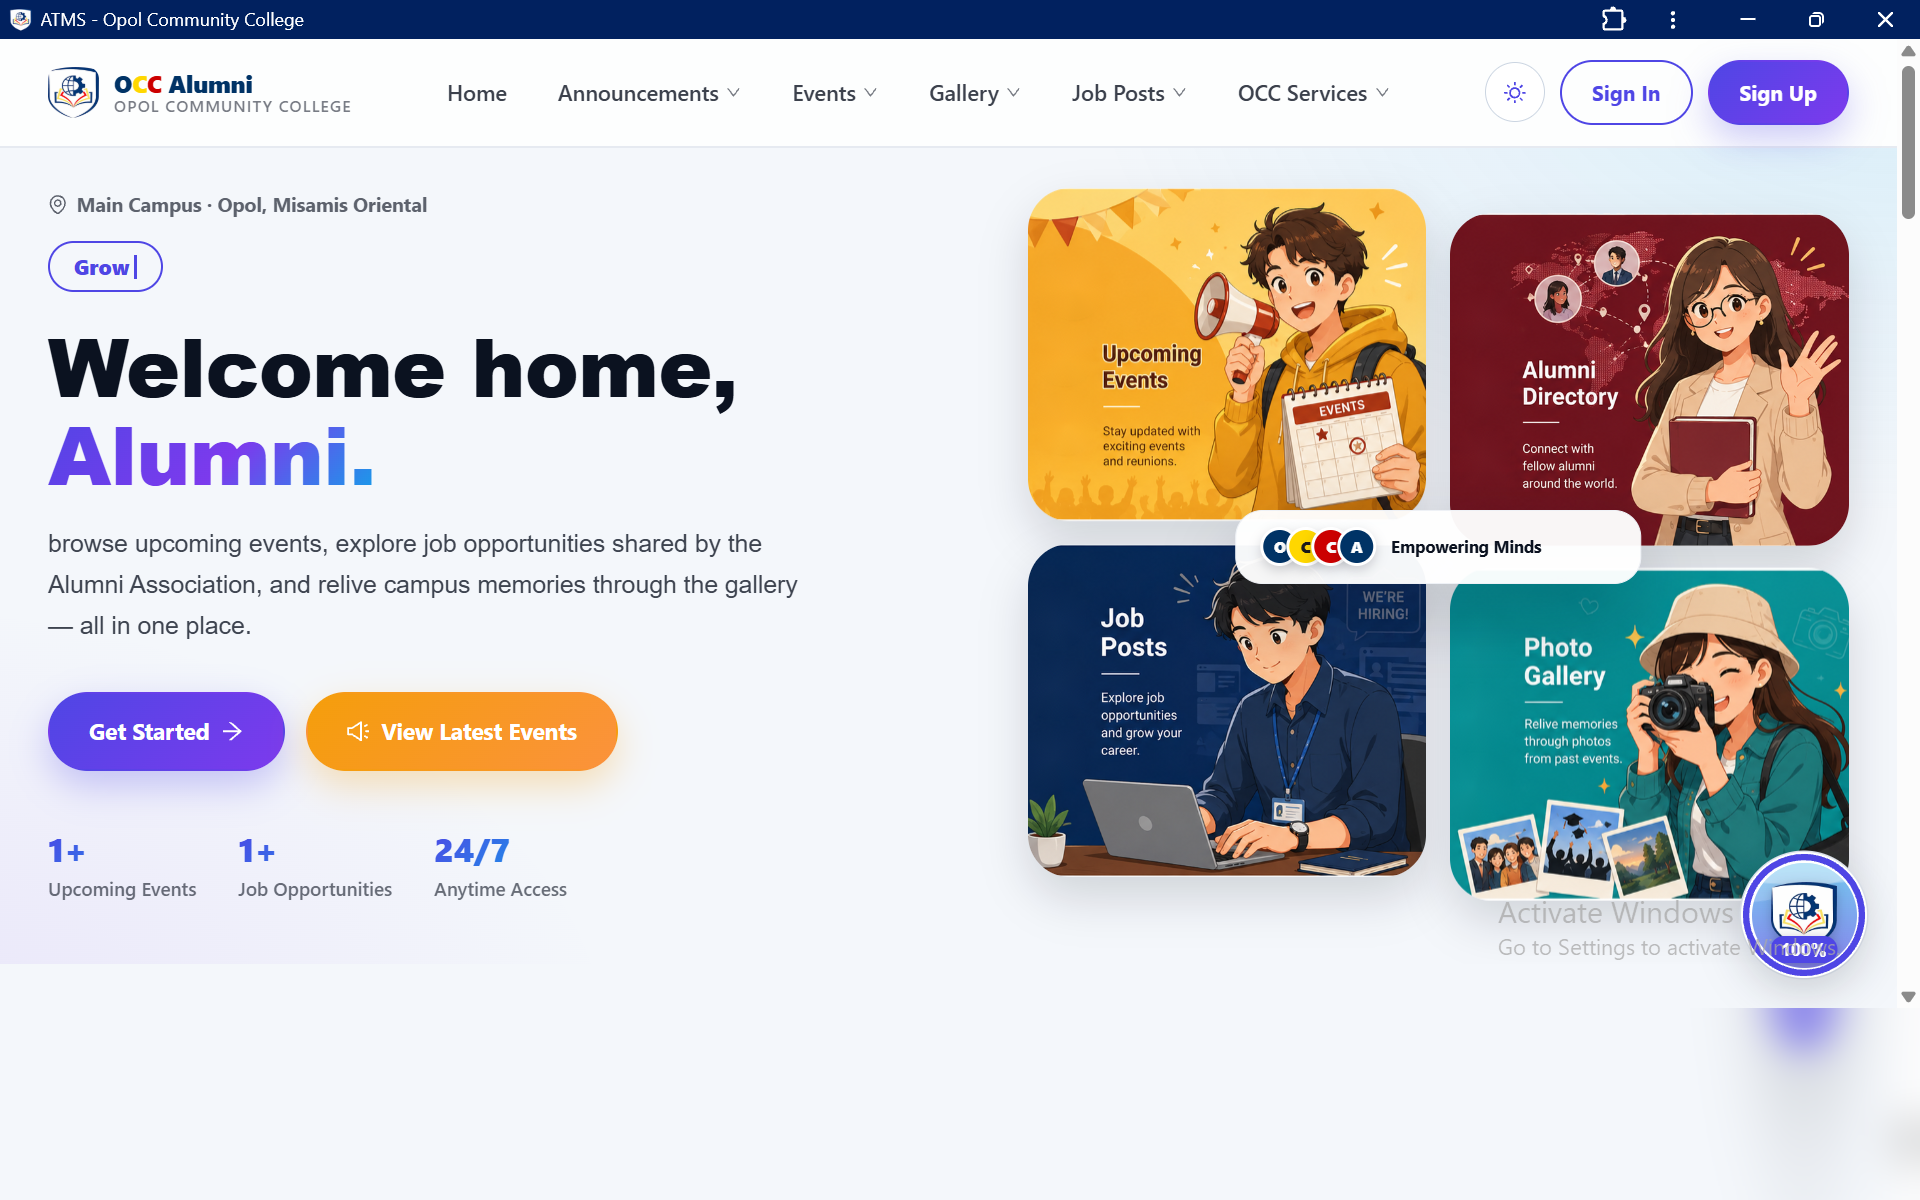 ATMS - Opol Community College
OCC Alumni
OPOL COMMUNITY COLLEGE
Home
Announcements
Events
Gallery
Job Posts
OCC Services
Sign In
Sign Up
Main Campus · Opol, Misamis Oriental
Grow
Welcome home,
Alumni.
browse upcoming events, explore job opportunities shared by the
Alumni Association, and relive campus memories through the gallery
— all in one place.
Get Started
View Latest Events
1+
Upcoming Events
1+
Job Opportunities
24/7
Anytime Access
Upcoming
Events
Stay updated with
exciting events
and reunions.
EVENTS
Alumni
Directory
Connect with
fellow alumni
around the world.
O C C A
Empowering Minds
Job
Posts
Explore job
opportunities
and grow your
career.
WE'RE
HIRING!
Photo
Gallery
Relive memories
through photos
from past events.
Activate Windows
Go to Settings to activate Windows.
100%